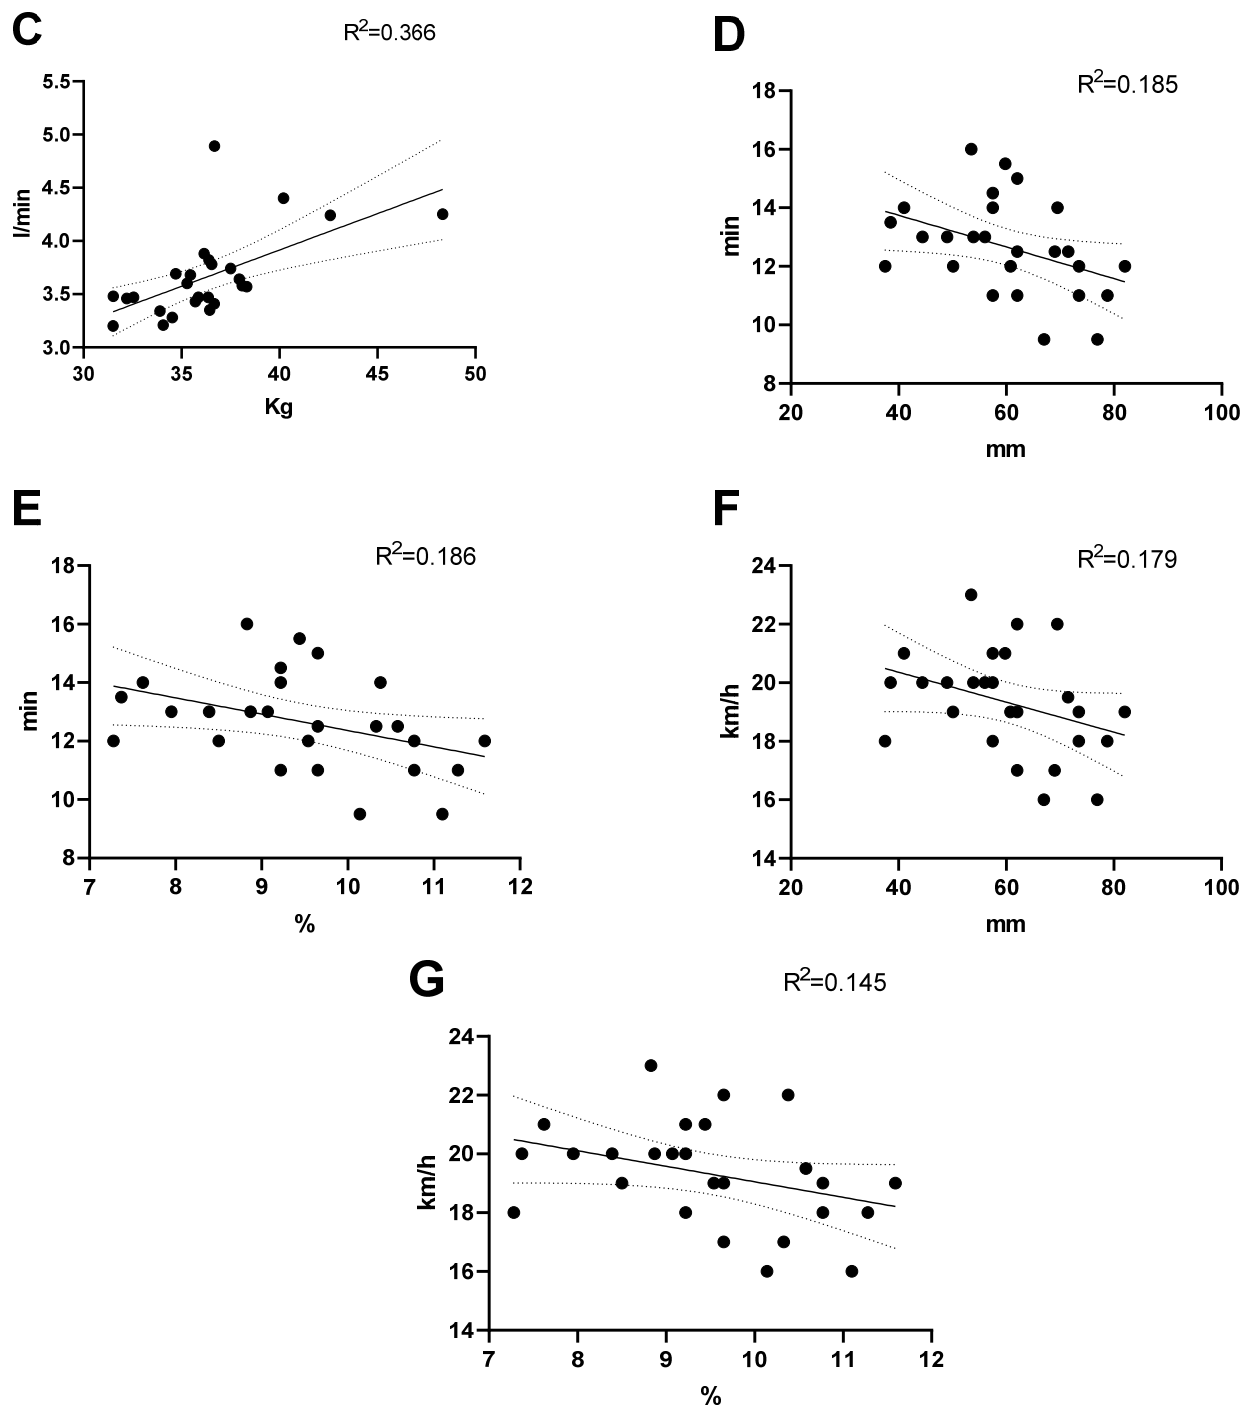 C
R²=0.366
5.5
5.0
4.5
4.0
3.5
3.0
l/min
30 35 40 45 50
Kg
D
R²=0.185
18
16
14
12
10
8
min
20 40 60 80 100
mm
E
R²=0.186
18
16
14
12
10
8
min
7 8 9 10 11 12
%
F
R²=0.179
24
22
20
18
16
14
km/h
20 40 60 80 100
mm
G
R²=0.145
24
22
20
18
16
14
km/h
7 8 9 10 11 12
%